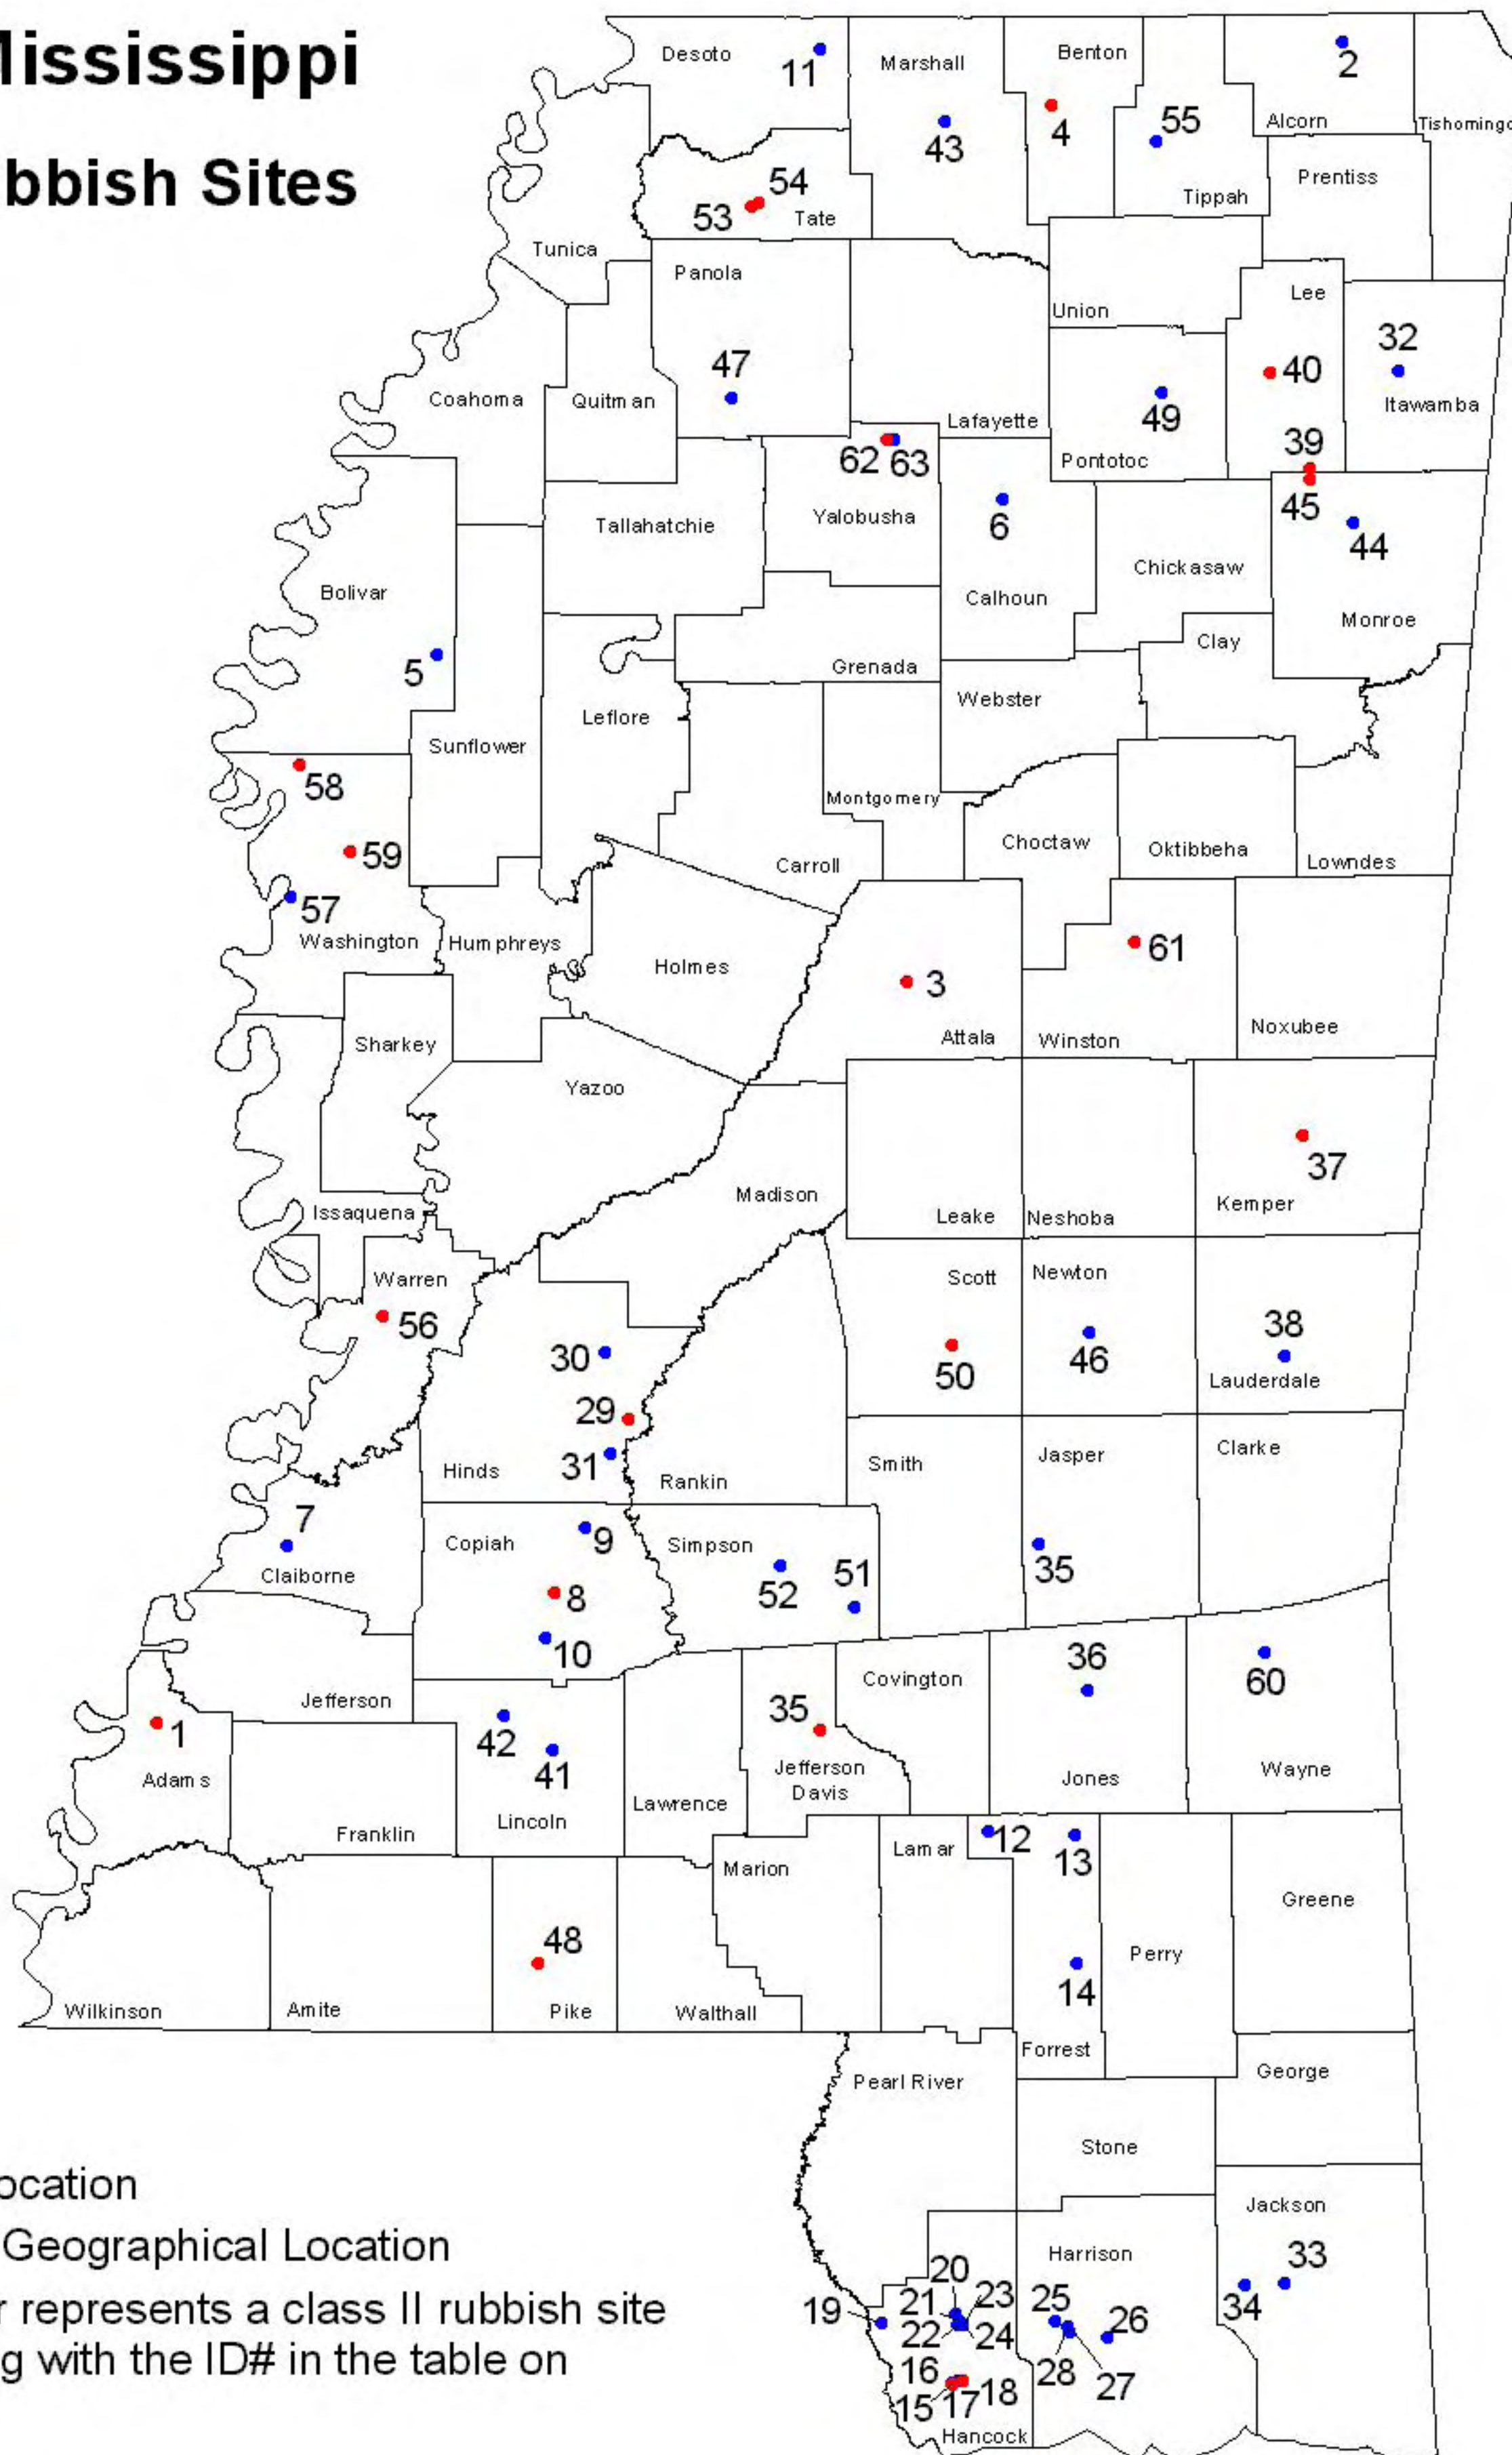 Mississippi
bbish Sites
Desoto
11
Marshall
43
Benton
4
55
Tippah
2
Alcorn
Tishomingo
Prentiss
54
53
Tate
Tunica
Panola
47
Union
Lee
40
39
32
Itawamba
Coahoma
Quitman
Lafayette
49
Pontotoc
62 63
Yalobusha
Tallahatchie
6
Calhoun
Chickasaw
45
44
Monroe
Clay
Bolivar
5
Grenada
Webster
Leflore
Sunflower
58
59
57
Washington
Montgomery
Choctaw
Oktibbeha
Lowndes
Carroll
Humphreys
Holmes
3
Attala
61
Winston
Noxubee
Sharkey
Yazoo
Madison
Leake
Neshoba
37
Kemper
Issaquena
Warren
56
Scott
50
Newton
46
38
Lauderdale
30
29
31
Hinds
Rankin
Smith
Jasper
35
Clarke
7
Claiborne
Copiah
9
8
10
Simpson
52
51
Jefferson
1
Adams
Franklin
42
41
Lincoln
Lawrence
35
Jefferson
Davis
Covington
36
Jones
60
Wayne
Marion
Lamar
12
13
14
Forrest
Perry
Greene
Wilkinson
Amite
48
Pike
Walthall
Pearl River
George
Stone
Jackson
33
34
Harrison
25
26
28
27
19
20
21
23
22
24
16
15
17
18
Hancock
ocation
Geographical Location
r represents a class II rubbish site
g with the ID# in the table on